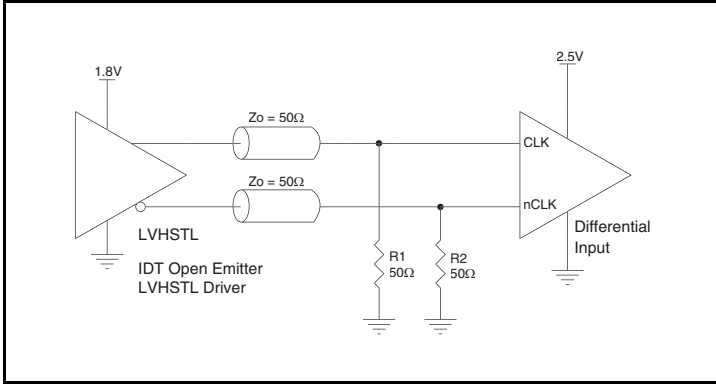 1.8V
2.5V
Zo = 50Ω
CLK
Zo = 50Ω
nCLK
LVHSTL
IDT Open Emitter
LVHSTL Driver
R1
50Ω
R2
50Ω
Differential
Input